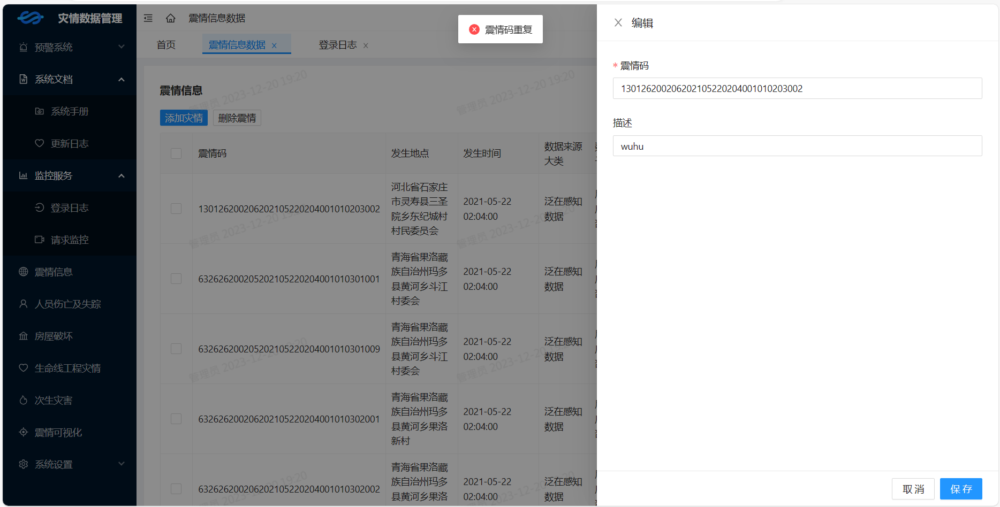 灾情数据管理
预警系统
系统文档
系统手册
更新日志
监控服务
登录日志
请求监控
震情信息
人员伤亡及失踪
房屋破坏
生命线工程灾情
次生灾害
震情可视化
系统设置
震情信息数据
首页
震情信息数据
登录日志
震情码重复
震情信息
添加灾情
删除震情
震情码
发生地点
发生时间
数据来源
大类
1301262002062021052202040010102​03002
河北省石家庄
市灵寿县三圣
院乡东纪城村
村民委员会
2021-05-22
02:04:00
泛在感知
数据
632626200205202105220204001010301001
青海省果洛藏
族自治州玛多
县黄河乡斗江
村委会
2021-05-22
02:04:00
泛在感知
数据
632626200205202105220204001010301009
青海省果洛藏
族自治州玛多
县黄河乡斗江
村委会
2021-05-22
02:04:00
泛在感知
数据
632626200206202105220204001010302001
青海省果洛藏
族自治州玛多
县黄河乡果洛
新村
2021-05-22
02:04:00
泛在感知
数据
632626200206202105220204001010302002
青海省果洛藏
族自治州玛多
县黄河乡果洛
2021-05-22
02:04:00
泛在感知
数据
管理员 2023-12-20 19:20
编辑
* 震情码
130126200206202105220204001010203002
描述
wuhu
取 消
保 存